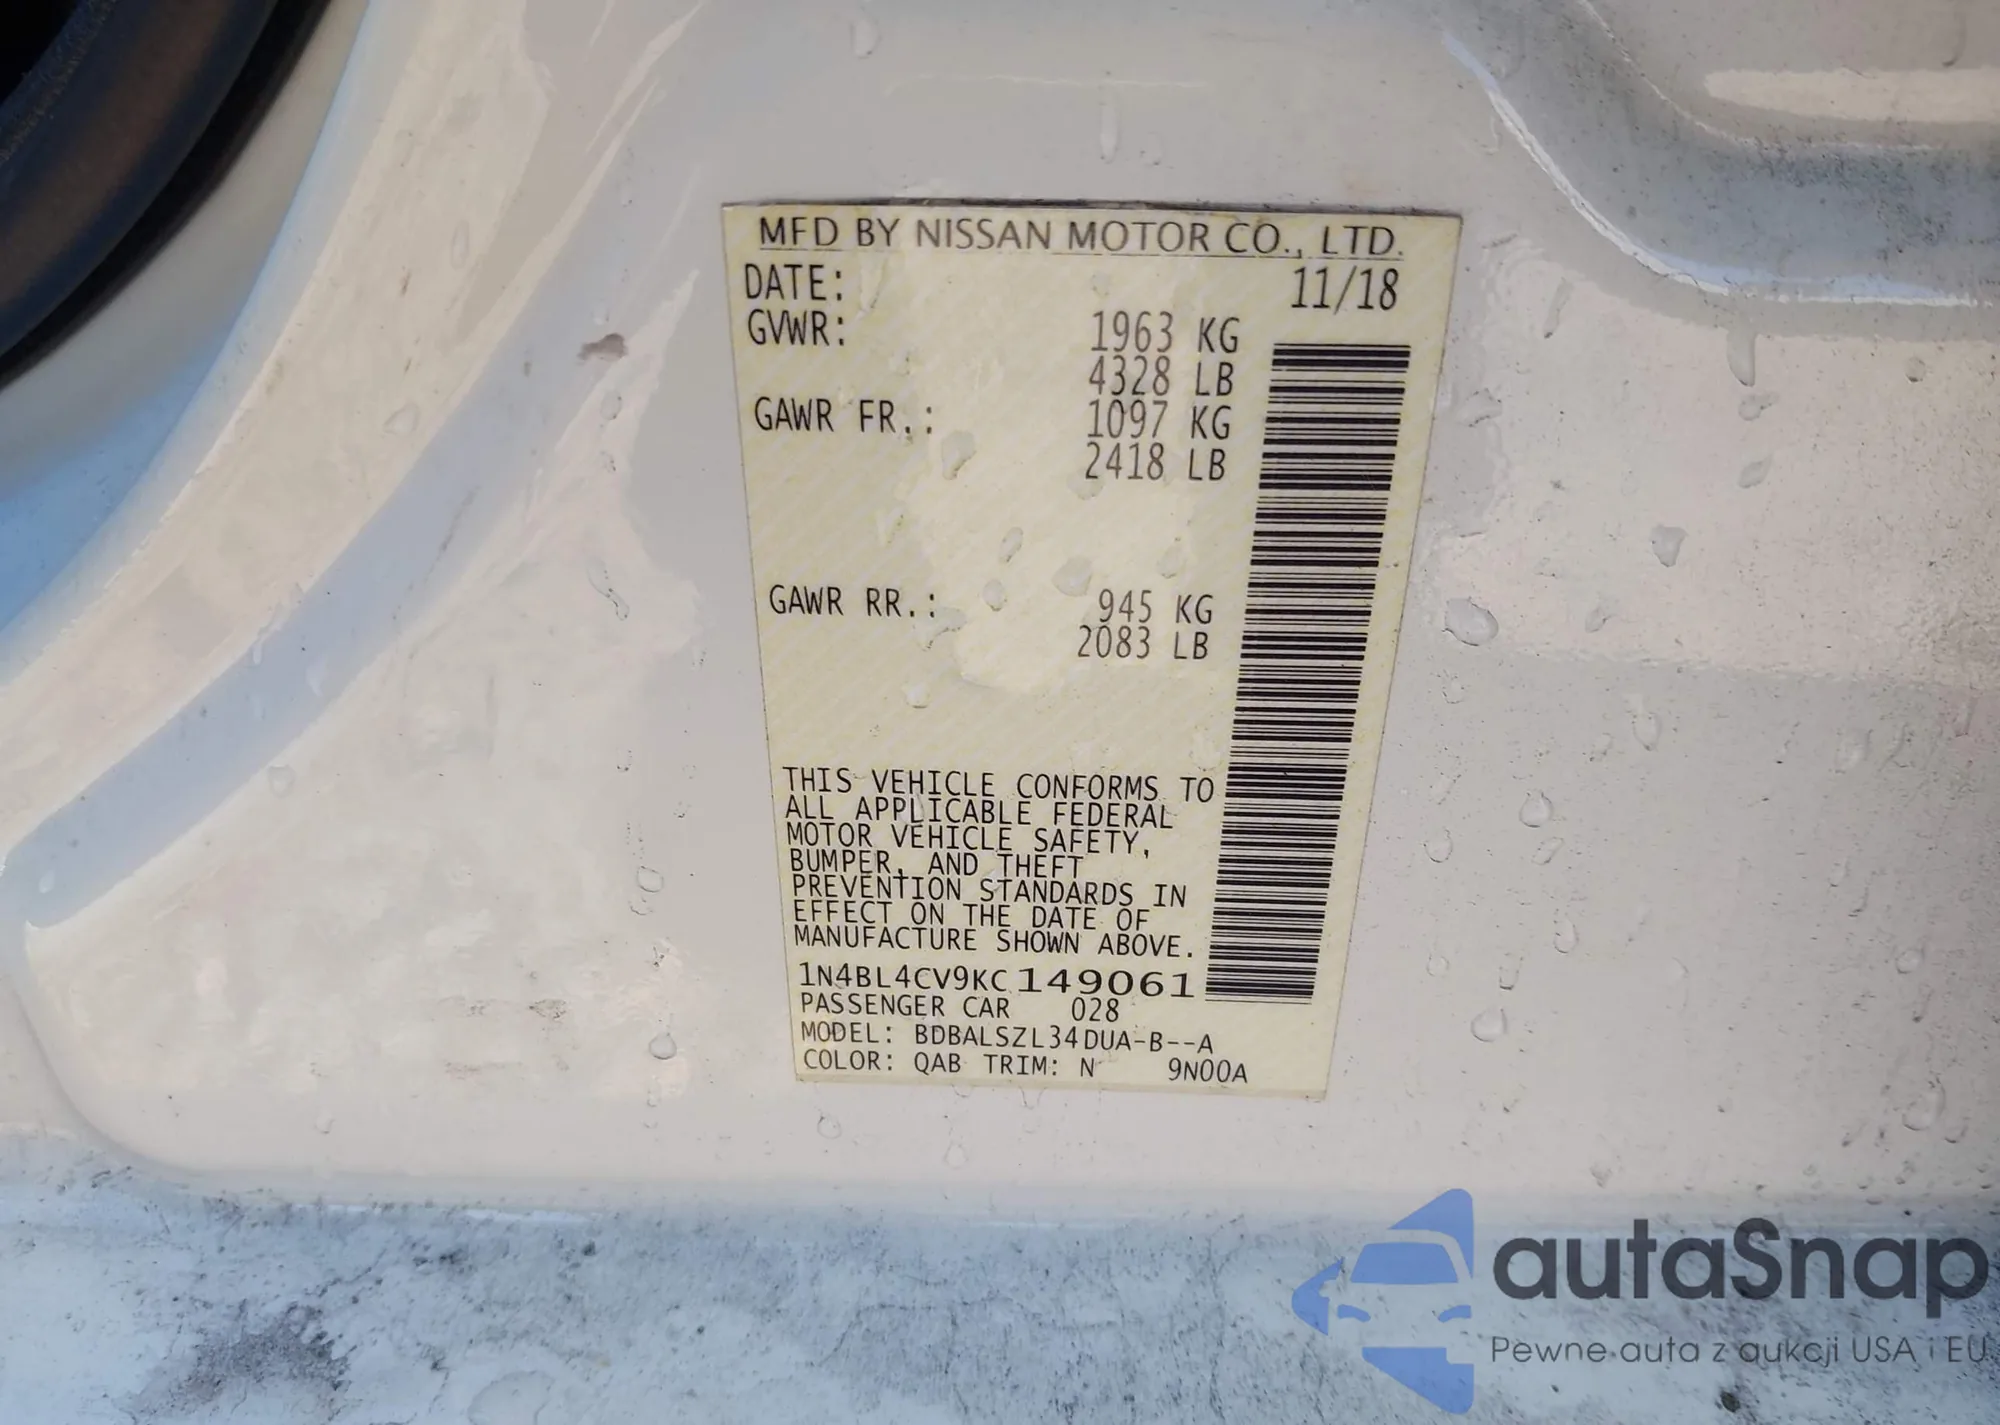 MFD BY NISSAN MOTOR CO., LTD.
DATE: 11/18
GVWR: 1963 KG
4328 LB
GAWR FR.: 1097 KG
2418 LB
GAWR RR.: 945 KG
2083 LB
THIS VEHICLE CONFORMS TO
ALL APPLICABLE FEDERAL
MOTOR VEHICLE SAFETY,
BUMPER, AND THEFT
PREVENTION STANDARDS IN
EFFECT ON THE DATE OF
MANUFACTURE SHOWN ABOVE.
1N4BL4CV9KC149061
PASSENGER CAR 028
MODEL: BDBALSZL34DUA-B--A
COLOR: QAB TRIM: N 9N00A
autaSnap
Pewne auta z aukcji USA i EU